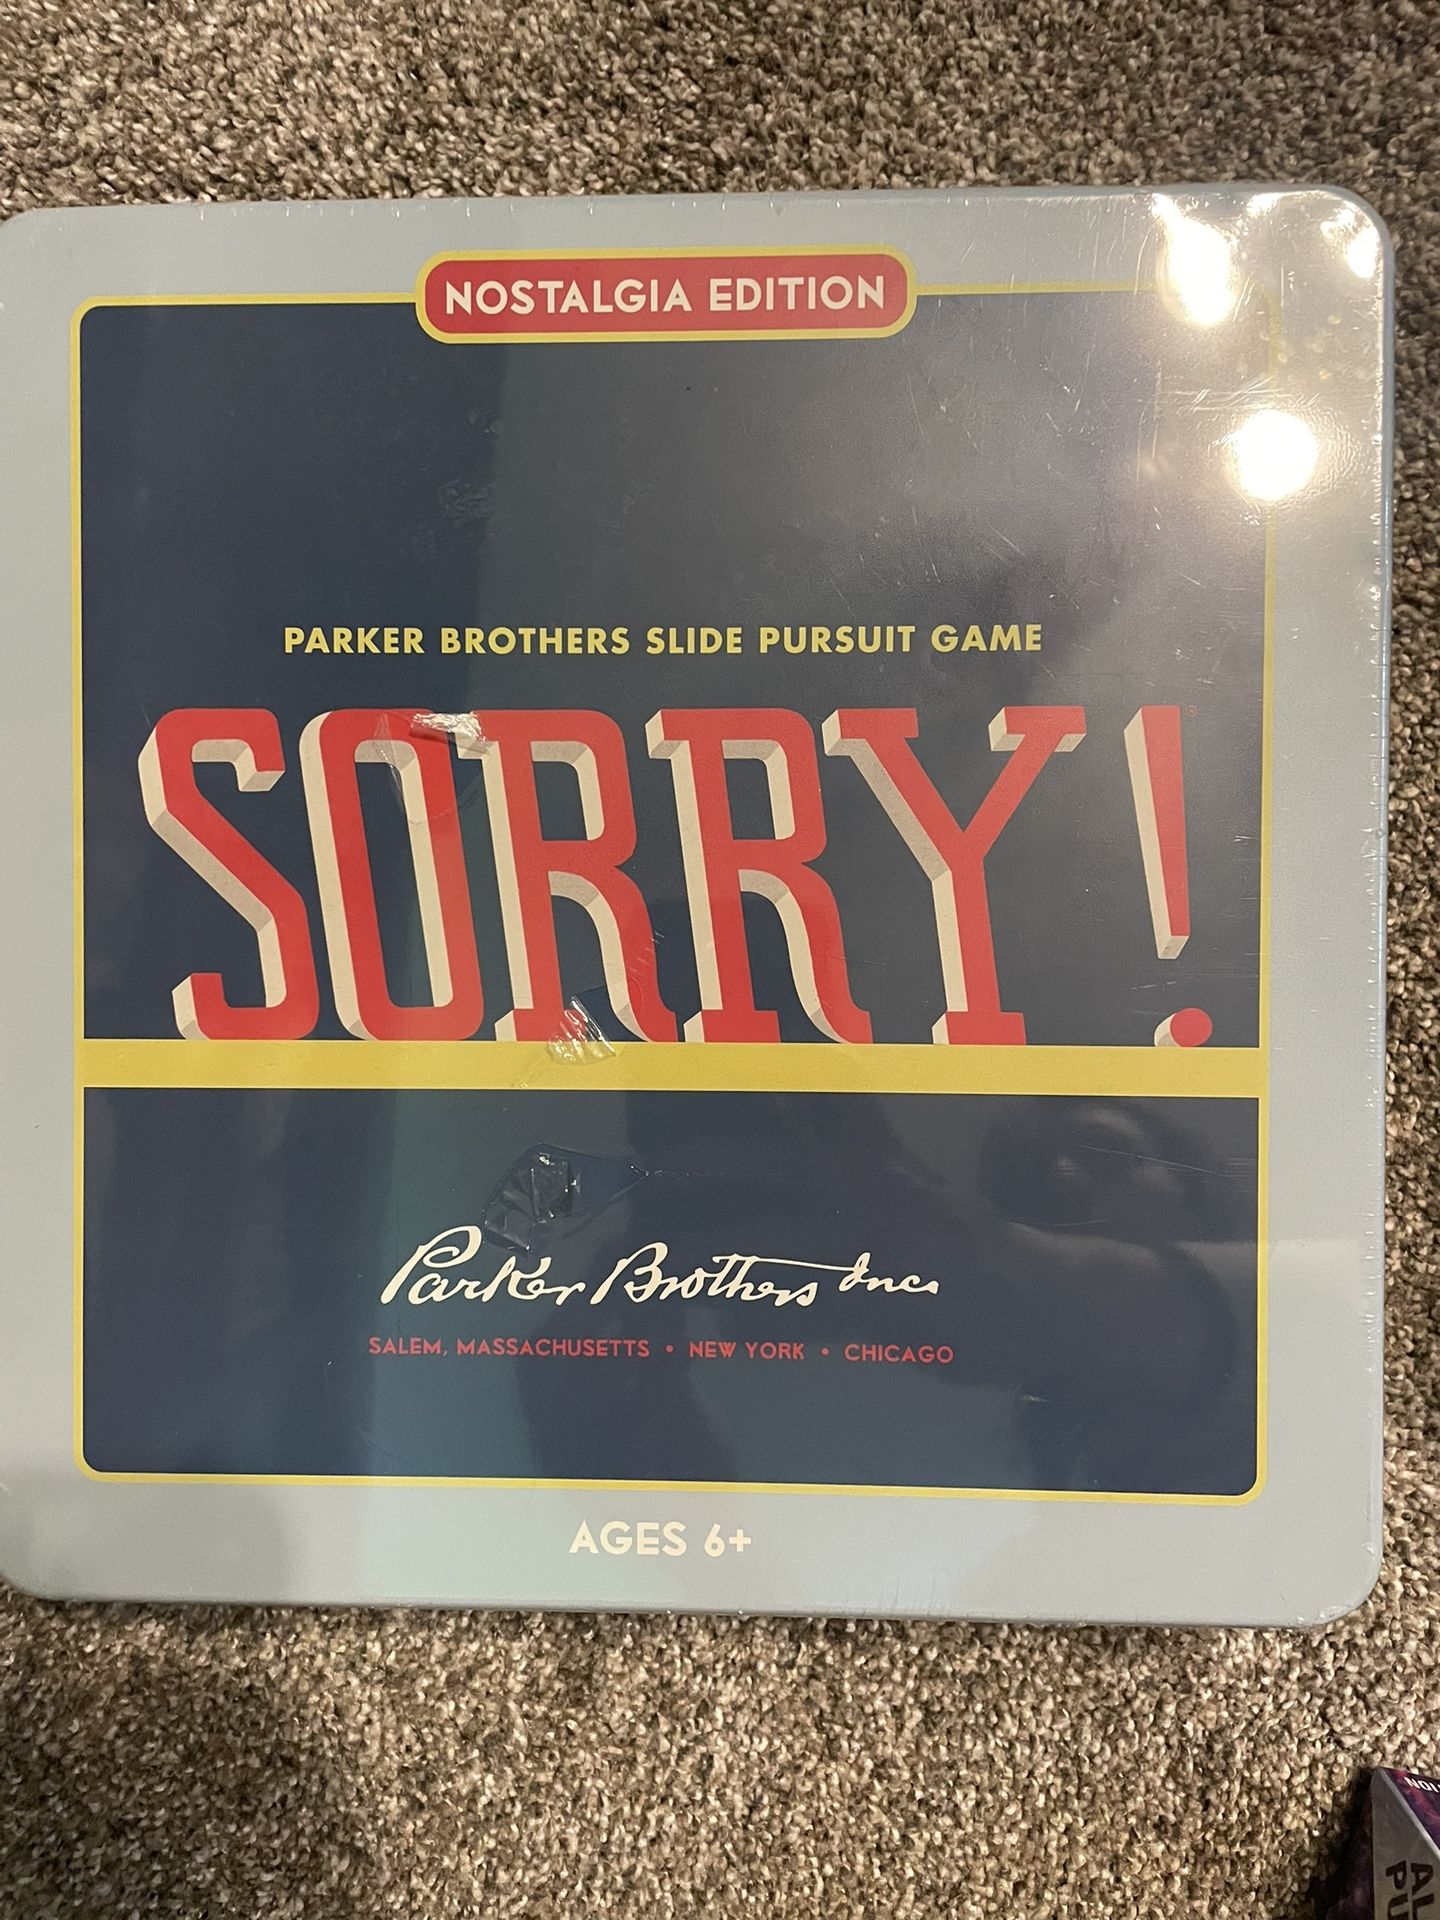 NOSTALGIA EDITION
PARKER BROTHERS SLIDE PURSUIT GAME
SORRY!®
Parker Brothers Inc.
SALEM, MASSACHUSETTS • NEW YORK • CHICAGO
AGES 6+